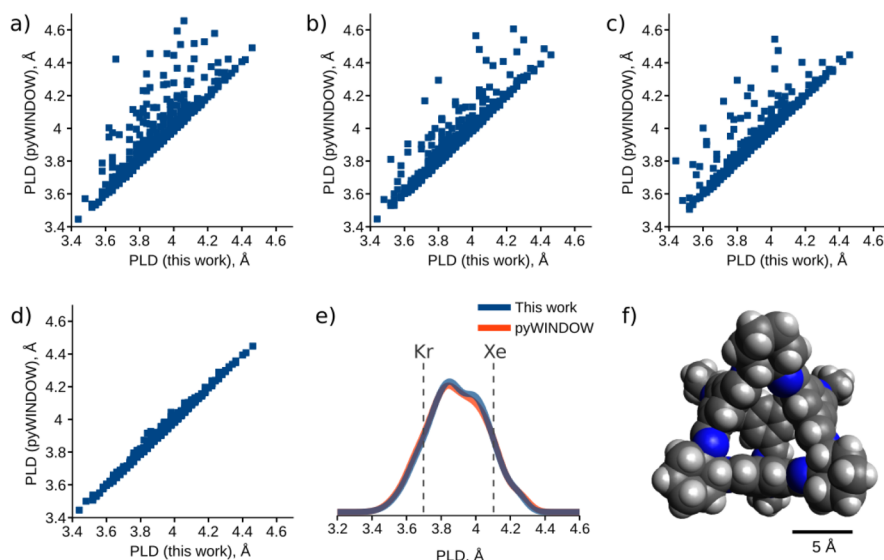 a)
PLD (pyWINDOW), Å
4.6
4.4
4.2
4
3.8
3.6
3.4
3.4 3.6 3.8 4 4.2 4.4 4.6
PLD (this work), Å
b)
PLD (pyWINDOW), Å
4.6
4.4
4.2
4
3.8
3.6
3.4
3.4 3.6 3.8 4 4.2 4.4 4.6
PLD (this work), Å
c)
PLD (pyWINDOW), Å
4.6
4.4
4.2
4
3.8
3.6
3.4
3.4 3.6 3.8 4 4.2 4.4 4.6
PLD (this work), Å
d)
PLD (pyWINDOW), Å
4.6
4.4
4.2
4
3.8
3.6
3.4
3.4 3.6 3.8 4 4.2 4.4 4.6
PLD (this work), Å
e)
This work
pyWINDOW
Kr Xe
3.2 3.4 3.6 3.8 4 4.2 4.4 4.6
PLD, Å
f)
5 Å